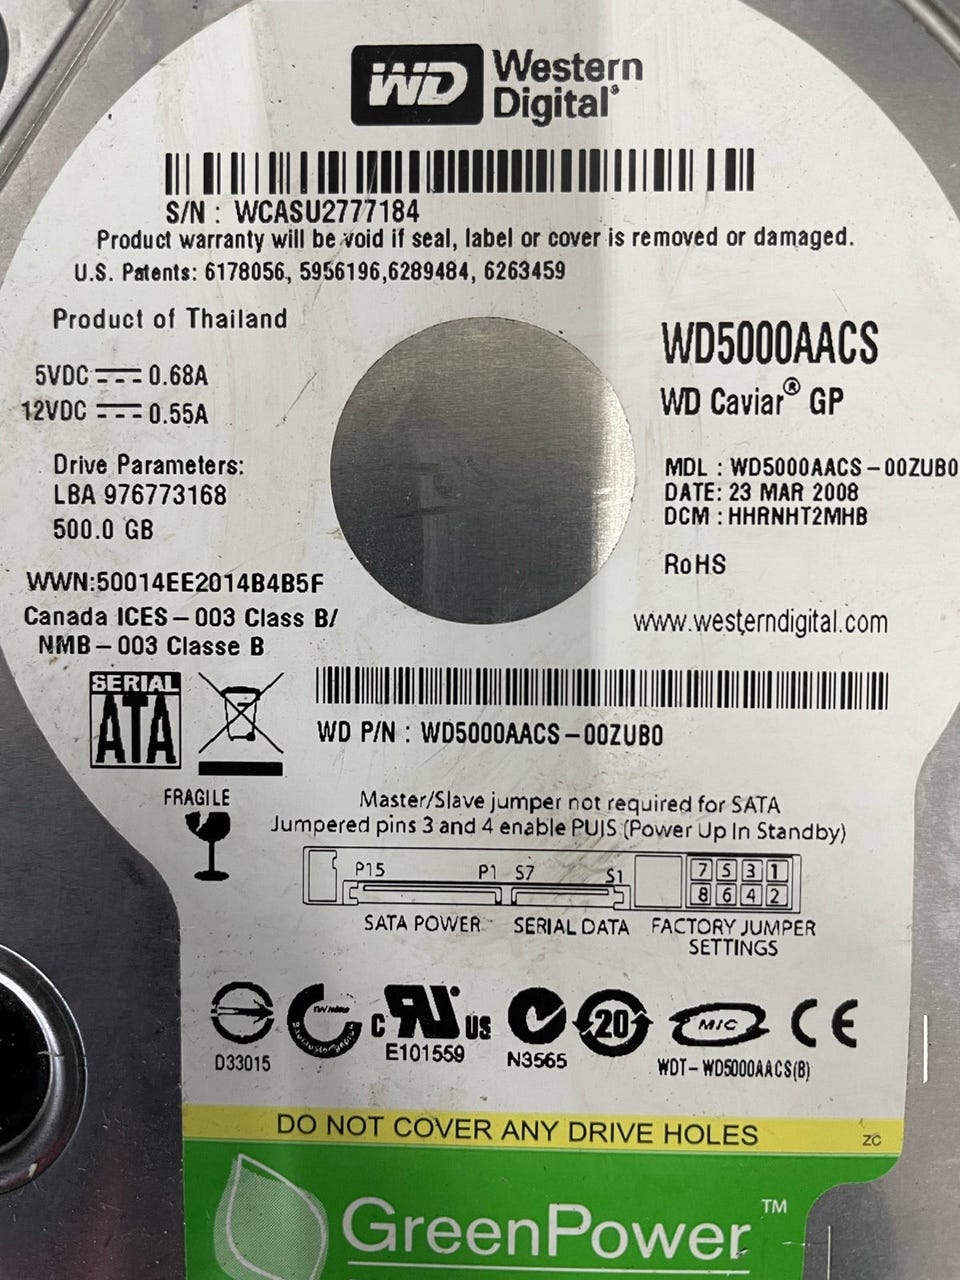 WD Western
Digital®
S/N : WCASU2777184
Product warranty will be void if seal, label or cover is removed or damaged.
U.S. Patents: 6178056, 5956196,6289484, 6263459
Product of Thailand
5VDC 0.68A
12VDC 0.55A
Drive Parameters:
LBA 976773168
500.0 GB
WWN:50014EE2014B4B5F
Canada ICES-003 Class B/
NMB-003 Classe B
WD5000AACS
WD Caviar® GP
MDL : WD5000AACS-00ZUB0
DATE: 23 MAR 2008
DCM : HHRNHT2MHB
RoHS
www.westerndigital.com
SERIAL
ATA
WD P/N : WD5000AACS-00ZUB0
FRAGILE
Master/Slave jumper not required for SATA
Jumpered pins 3 and 4 enable PUIS (Power Up In Standby)
P15 P1 S7 S1 7 5 3 1
8 6 4 2
SATA POWER SERIAL DATA FACTORY JUMPER
SETTINGS
c RU® US 20 MIC CE
D33015 E101559 N3565 WDT-WD5000AACS(B)
DO NOT COVER ANY DRIVE HOLES ZC
GreenPower™